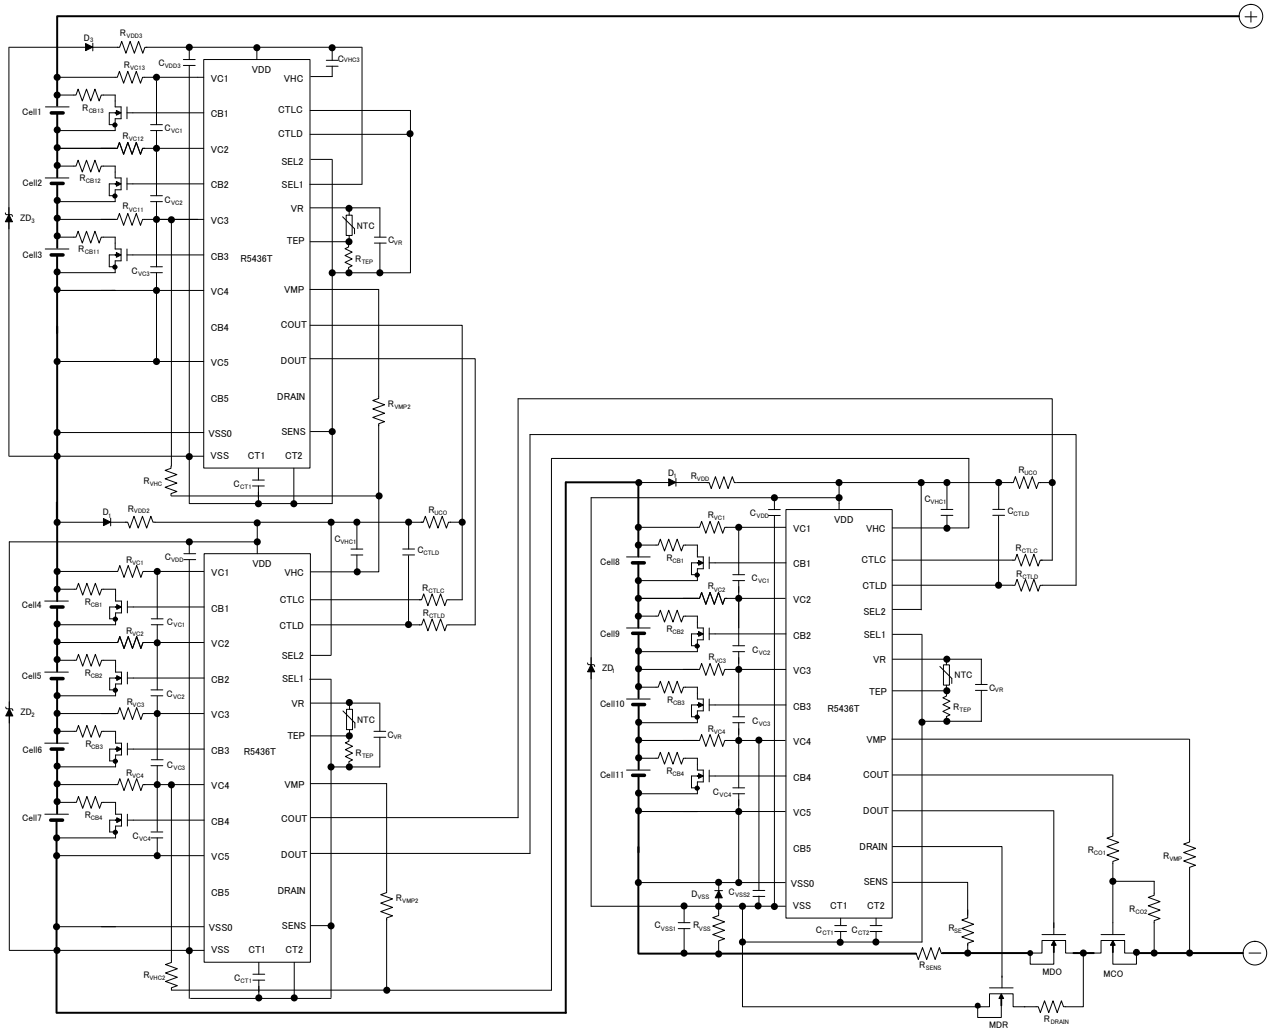 +
D3
RVDD3
CVDD3
CVHC3
VDD
VHC
RVC13
VC1
CTLC
RCB13
Cell1
CB1
CTLD
CVC1
RVC12
VC2
SEL2
RCB12
Cell2
CB2
SEL1
CVC2
RVC11
VC3
VR
NTC
ZD3
TEP
CVR
RCB11
Cell3
CB3
R5436T
RTEP
CVC3
VC4
VMP
CB4
COUT
VC5
DOUT
CB5
DRAIN
RVMP2
VSS0
SENS
VSS
CT1
CT2
RVHC
CCT1
D1
RVDD2
RUCO
CVDD
CVHC1
CCTLD
VDD
RVC1
VC1
VHC
RCTLC
RCB1
Cell4
CB1
CTLC
RCTLD
CVC1
CTLD
RVC2
VC2
SEL2
RCB2
Cell5
CB2
SEL1
CVC2
RVC3
VC3
VR
NTC
ZD2
TEP
CVR
RCB3
Cell6
CB3
R5436T
RTEP
CVC3
RVC4
VC4
VMP
RCB4
Cell7
CB4
COUT
CVC4
VC5
DOUT
CB5
DRAIN
RVMP2
VSS0
SENS
VSS
CT1
CT2
RVHC2
CCT1
D1
RVDD
RUCO
CVDD
CVHC1
CCTLD
VDD
RVC1
VC1
VHC
RCB1
Cell8
CB1
CTLC
RCTLC
CVC1
CTLD
RCTLD
RVC2
VC2
SEL2
RCB2
Cell9
CB2
SEL1
CVC2
RVC3
VC3
VR
ZD1
NTC
CVR
TEP
RCB3
Cell10
CB3
R5436T
RTEP
CVC3
RVC4
VC4
VMP
RCB4
Cell11
CB4
COUT
CVC4
VC5
DOUT
CB5
DRAIN
RCO1
RVMP
VSS0
SENS
DVSS
CVSS2
VSS
CT1
CT2
RCO2
CVSS1
RVSS
CCT1
CCT2
RSE
RSENS
MDO
MCO
−
MDR
RDRAIN